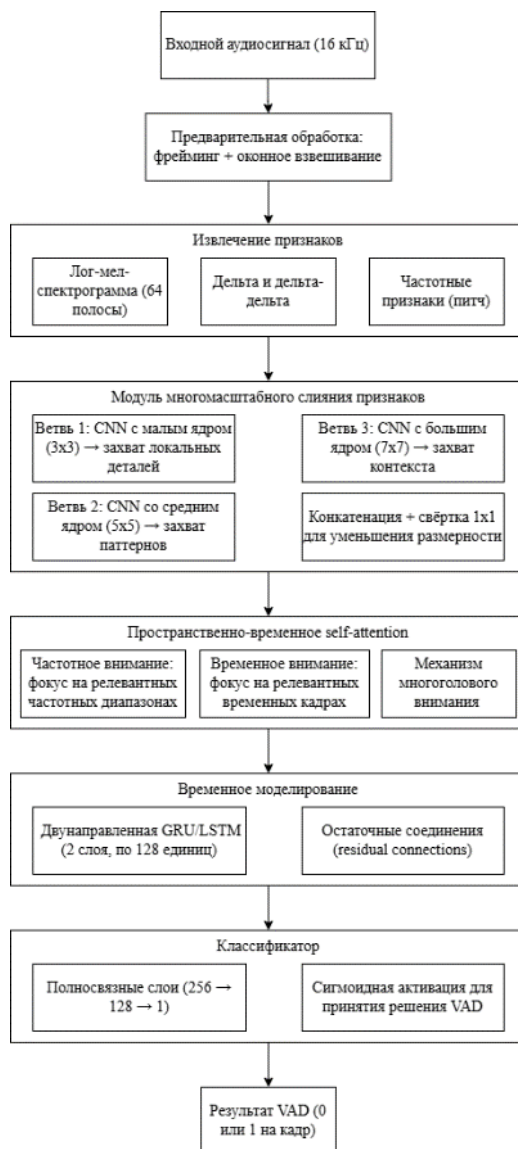 Входной аудиосигнал (16 кГц)
Предварительная обработка:
фрейминг + оконное взвешивание
Извлечение признаков
Лог-мел-
спектрограмма (64
полосы)
Дельта и дельта-
дельта
Частотные
признаки (питч)
Модуль многомасштабного слияния признаков
Ветвь 1: CNN с малым ядром
(3x3) → захват локальных
деталей
Ветвь 3: CNN с большим
ядром (7x7) → захват
контекста
Ветвь 2: CNN со средним
ядром (5x5) → захват
паттернов
Конкатенация + свёртка 1x1
для уменьшения размерности
Пространственно-временное self-attention
Частотное внимание:
фокус на релевантных
частотных диапазонах
Временное внимание:
фокус на релевантных
временных кадрах
Механизм
многоголового
внимания
Временное моделирование
Двунаправленная GRU/LSTM
(2 слоя, по 128 единиц)
Остаточные соединения
(residual connections)
Классификатор
Полносвязные слои (256 →
128 → 1)
Сигмоидная активация для
принятия решения VAD
Результат VAD (0
или 1 на кадр)